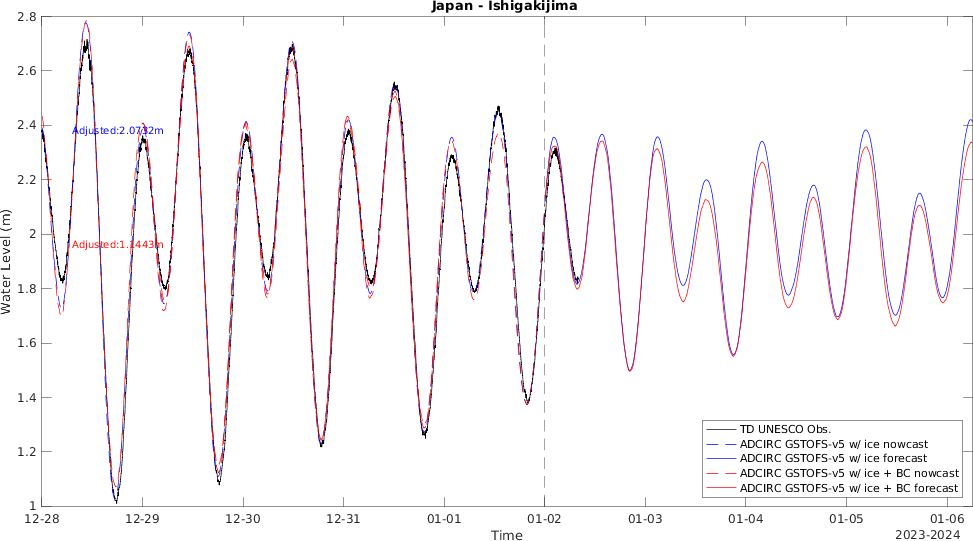 Japan - Ishigakijima
2.8
2.6
2.4
2.2
2
1.8
1.6
1.4
1.2
1
Water Level (m)
Adjusted:2.0732m
Adjusted:1.1443m
TD UNESCO Obs.
ADCIRC GSTOFS-v5 w/ ice nowcast
ADCIRC GSTOFS-v5 w/ ice forecast
ADCIRC GSTOFS-v5 w/ ice + BC nowcast
ADCIRC GSTOFS-v5 w/ ice + BC forecast
12-28 12-29 12-30 12-31 01-01 01-02 01-03 01-04 01-05 01-06
Time
2023-2024